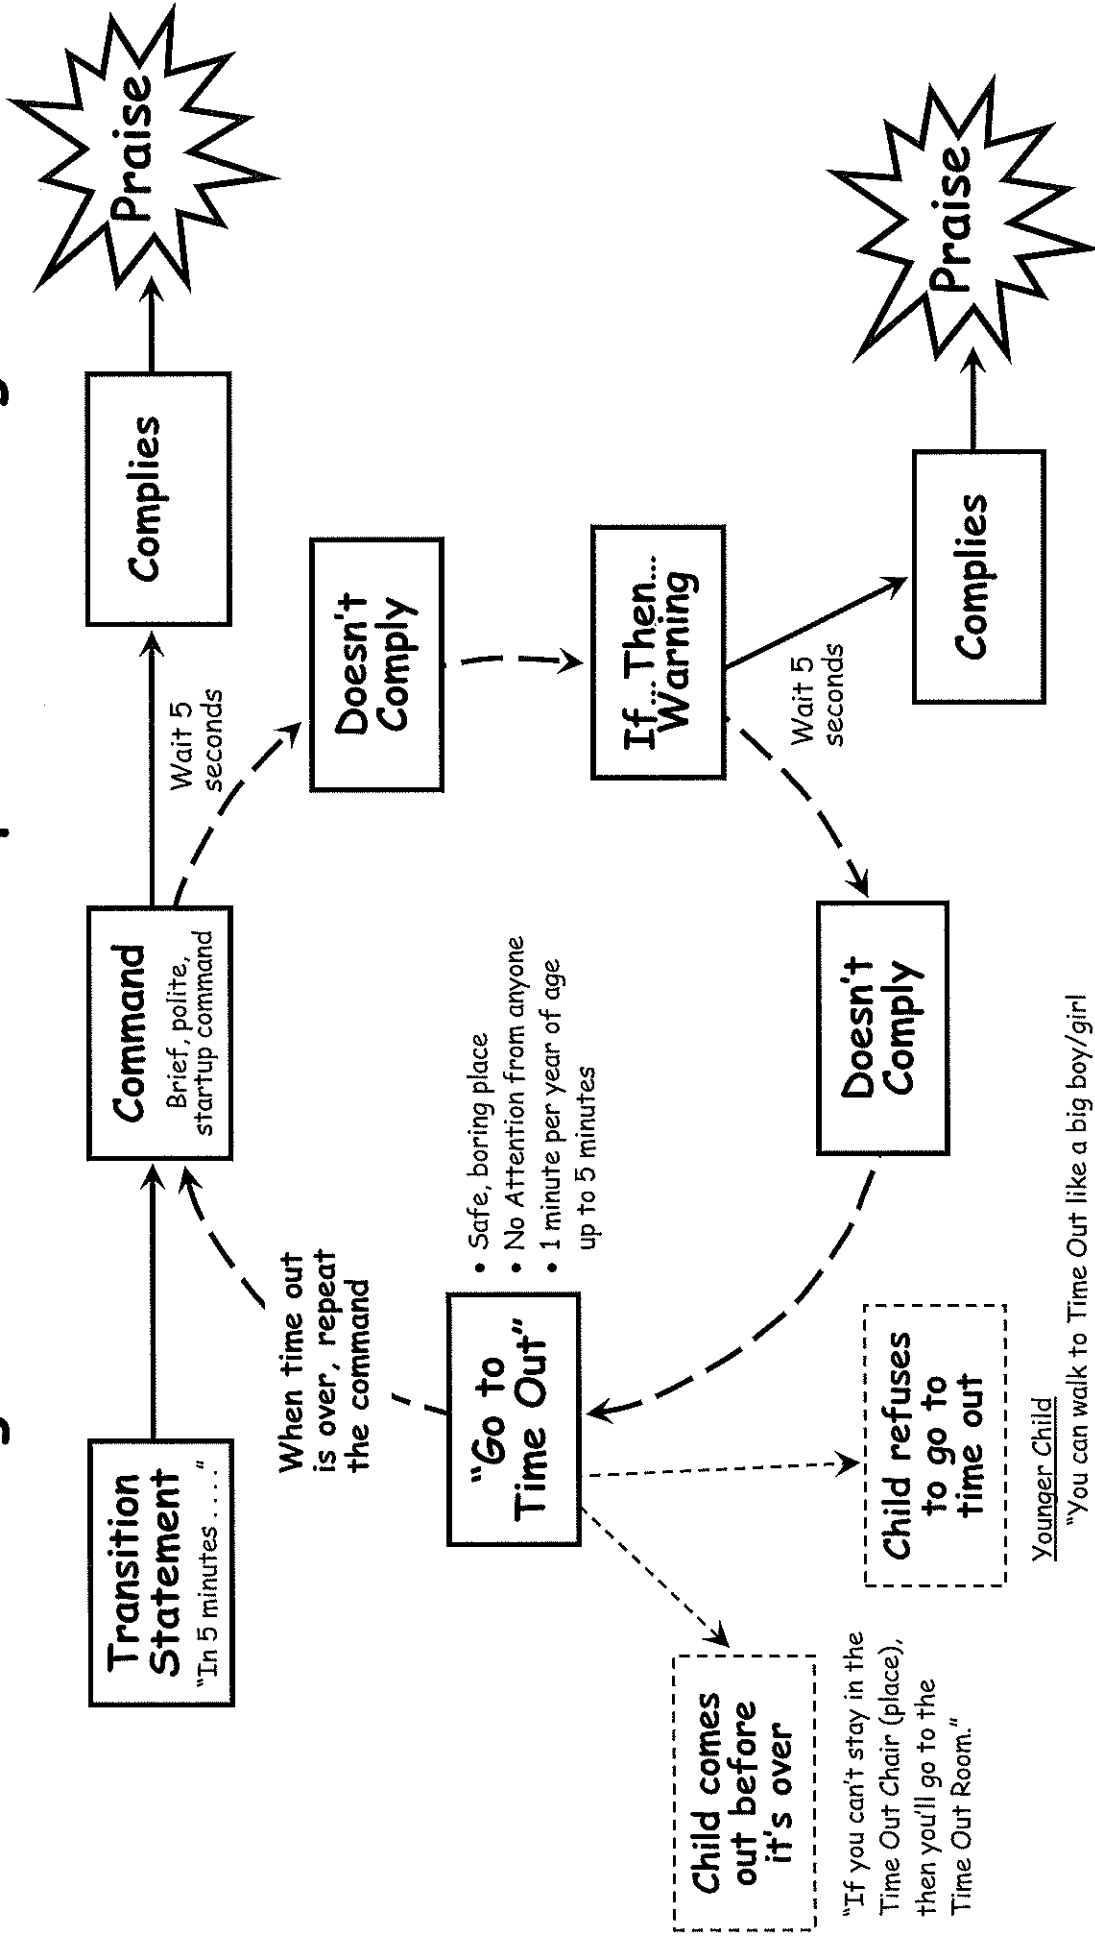 Transition
Statement
"In 5 minutes . . . ."
Command
Brief, polite,
startup command
Wait 5
seconds
Complies
Praise
Doesn't
Comply
If...Then...
Warning
Wait 5
seconds
Complies
Praise
Doesn't
Comply
"Go to
Time Out"
• Safe, boring place
• No Attention from anyone
• 1 minute per year of age
up to 5 minutes
When time out
is over, repeat
the command
Child comes
out before
it's over
"If you can't stay in the
Time Out Chair (place),
then you'll go to the
Time Out Room."
Child refuses
to go to
time out
Younger Child
"You can walk to Time Out like a big boy/girl